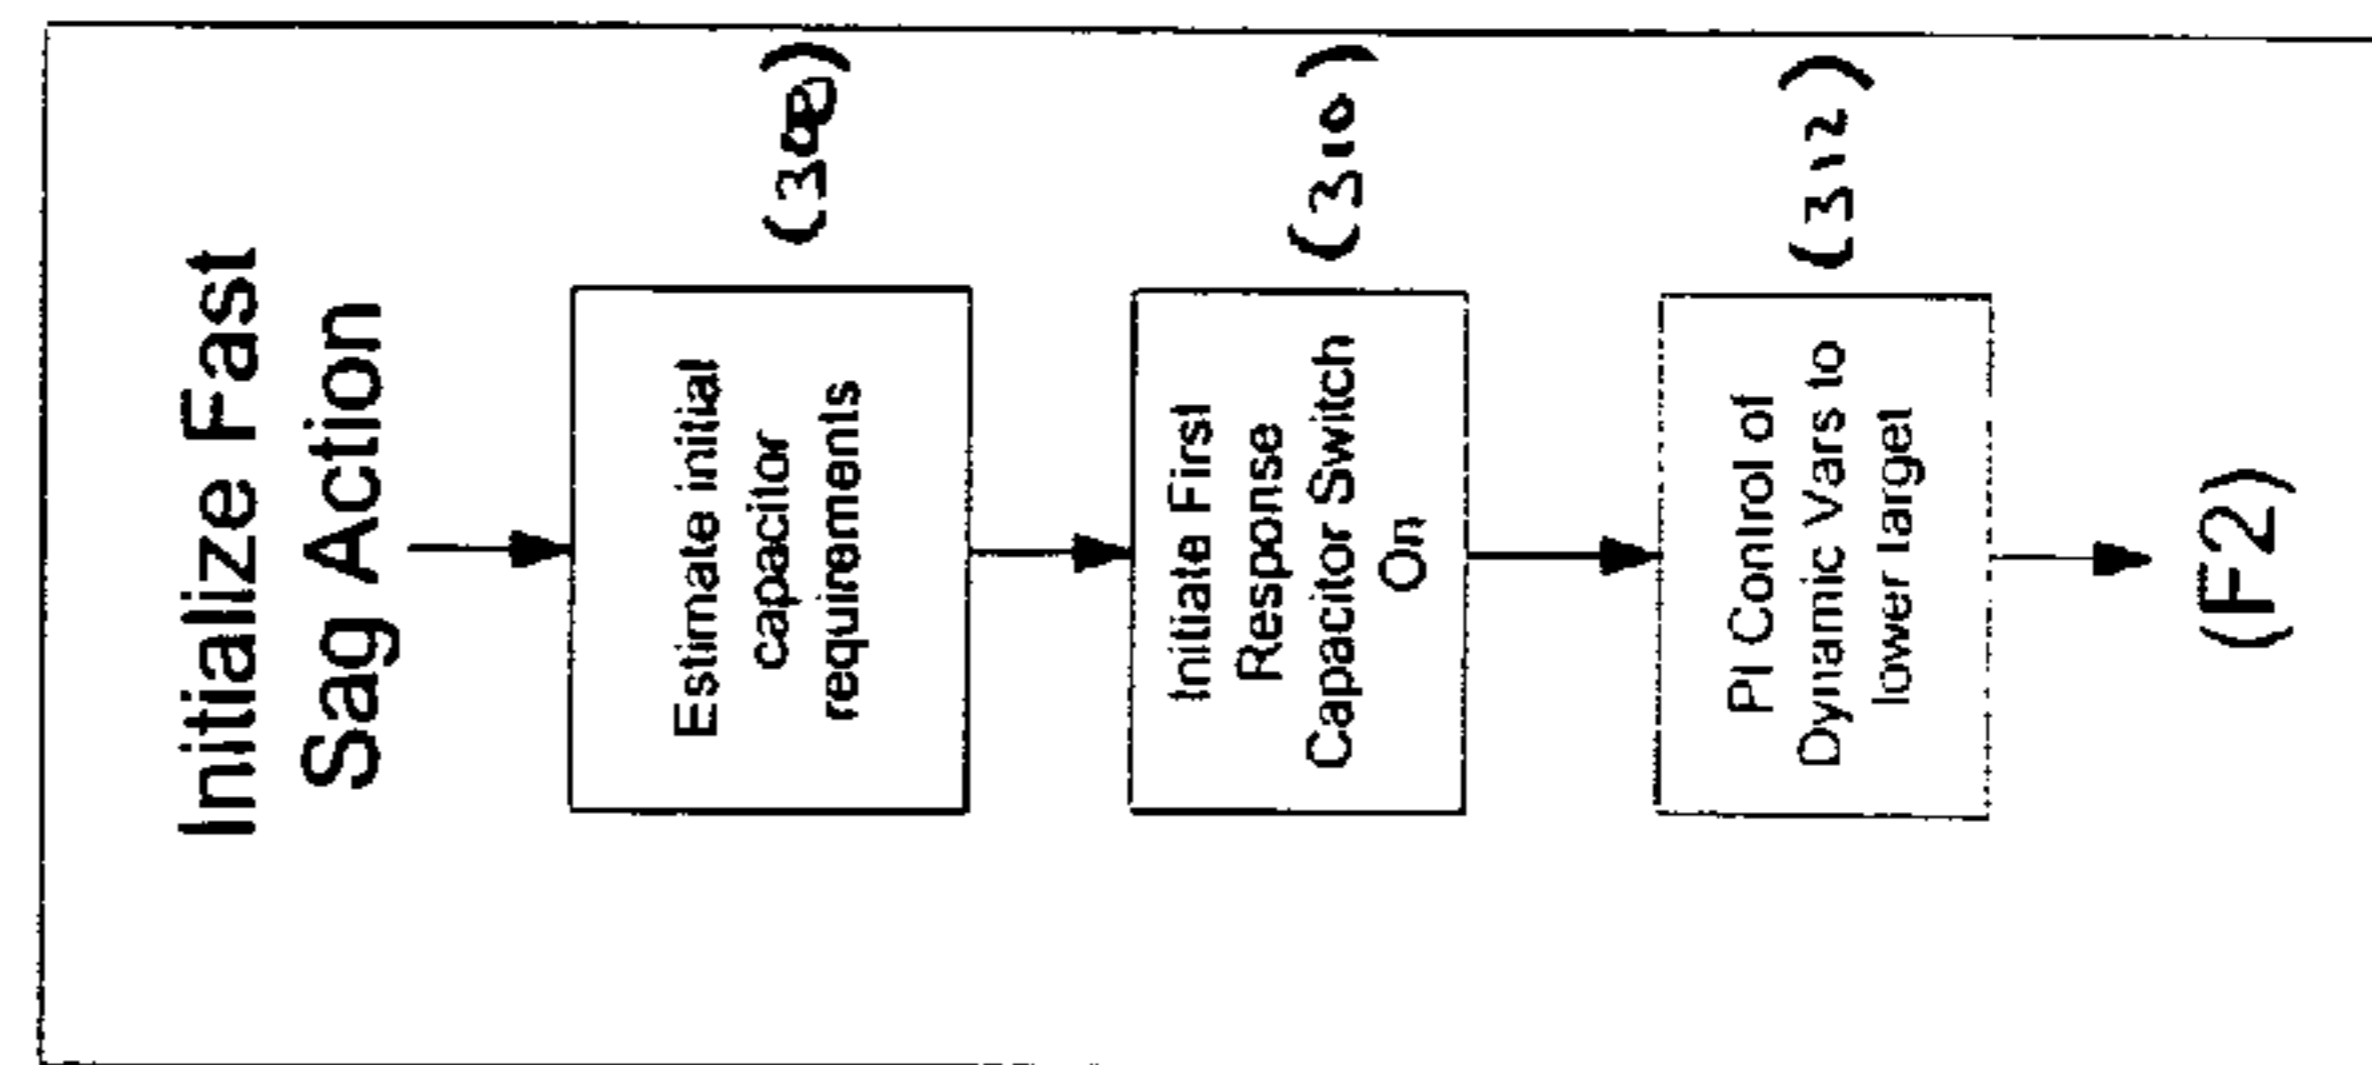 Initialize Fast
Sag Action
Estimate initial
capacitor
requirements
(308)
Initiate First
Response
Capacitor Switch
On
(310)
PI Control of
Dynamic Vars to
lower target
(312)
(F2)